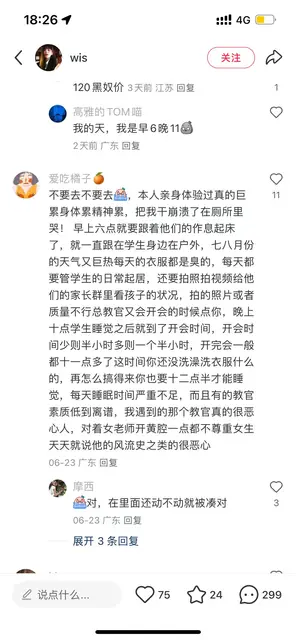 18:26
4G
wis
关注
120黑奴价 3天前 江苏 回复
1
高雅的TOM喵
我的天，我是早6晚11💩
2天前 广东 回复
爱吃橘子🍊
不要去不要去😭，本人亲身体验过真的巨
累身体累精神累，把我干崩溃了在厕所里
哭！ 早上六点就要跟着他们的作息起床
了，就一直跟在学生身边在户外，七八月份
的天气又巨热每天的衣服都是臭的，每天都
要管学生的日常起居，还要拍照拍视频给他
们的家长群里看孩子的状况，拍的照片或者
质量不行总教官又会开会的时候点你，晚上
十点学生睡觉之后就到了开会时间，开会时
间少则半小时多则一个半小时，开完会一般
都十一点多了这时间你还没洗澡洗衣服什么
的，再怎么搞得来你也要十二点半才能睡
觉，每天睡眠时间严重不足，而且有的教官
素质低到离谱，我遇到的那个教官真的很恶
心人，对着女老师开黄腔一点都不尊重女生
天天就说他的风流史之类的很恶心
11
06-23 广东 回复
摩西
😭对，在里面还动不动就被凑对
3
06-23 广东 回复
展开 3 条回复
说点什么...
75
24
299